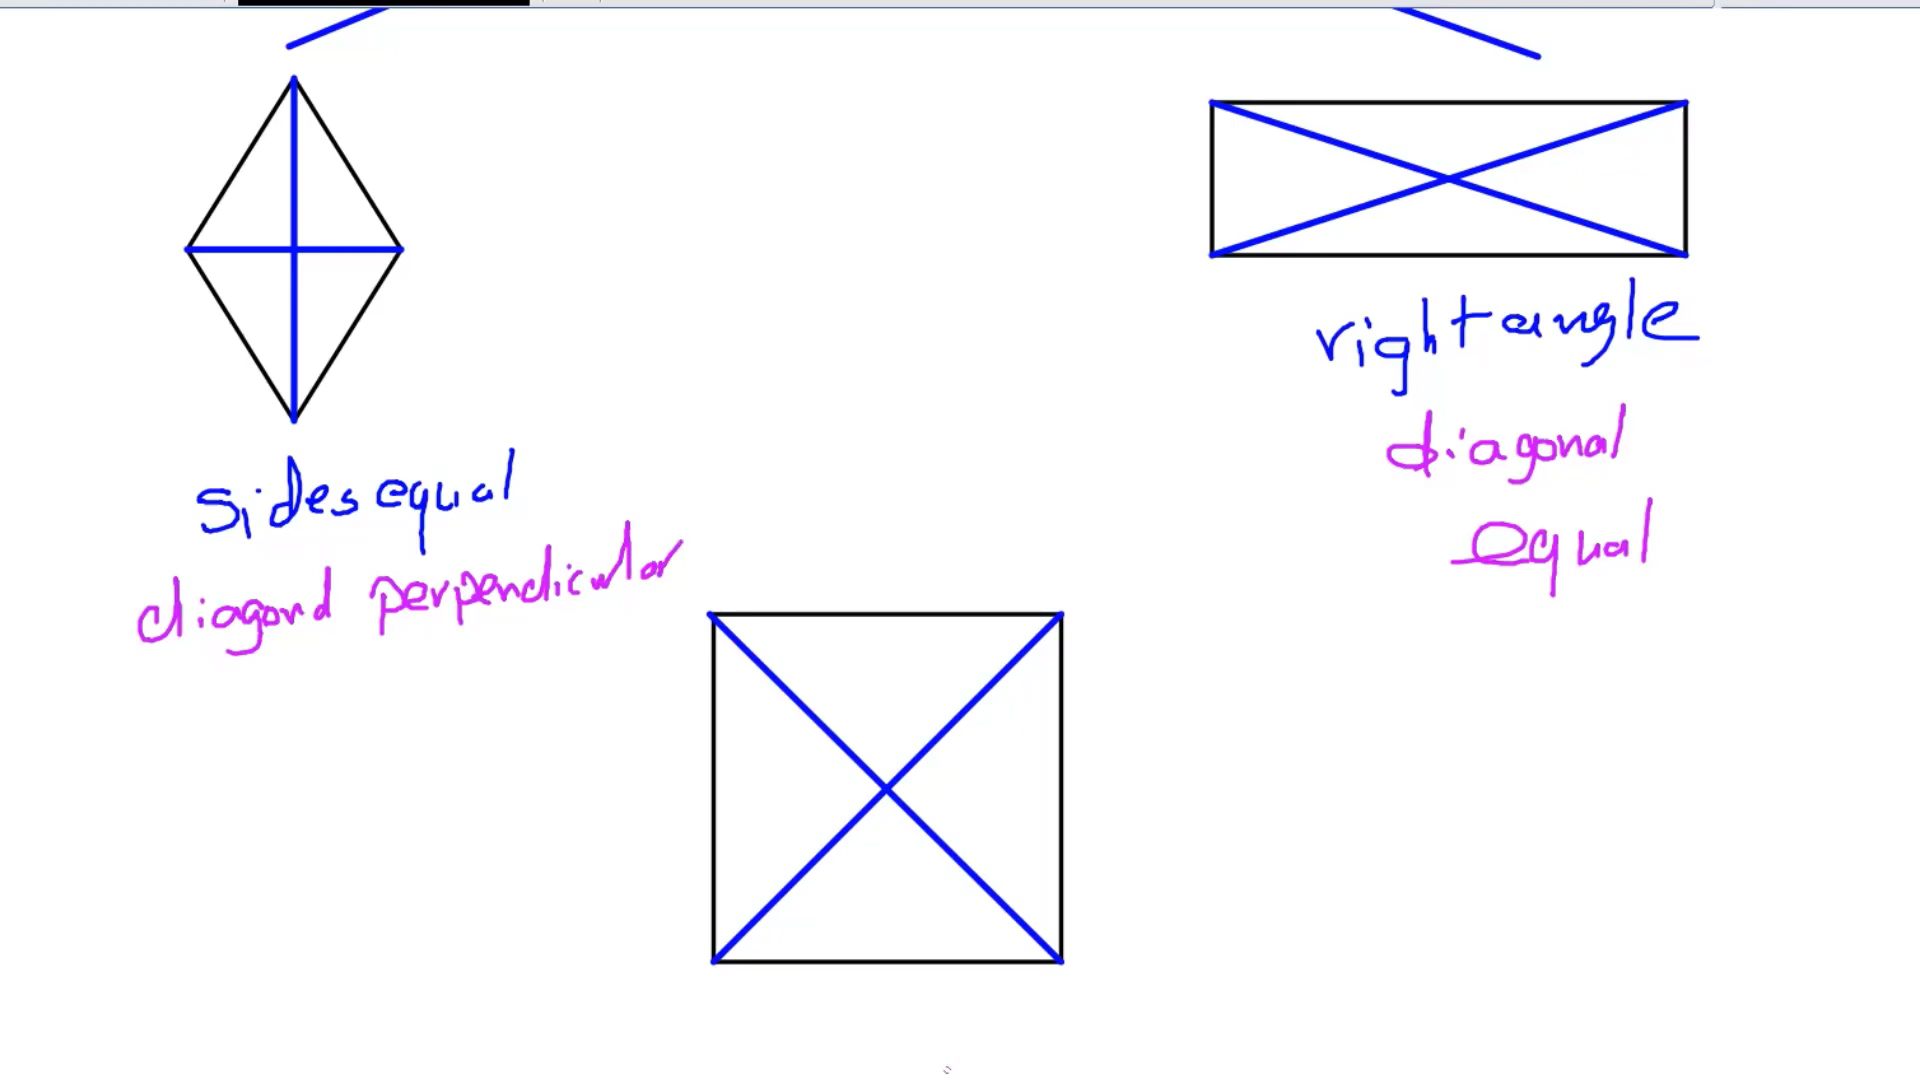 sides equal
diagonal perpendicular
right angle
diagonal
equal